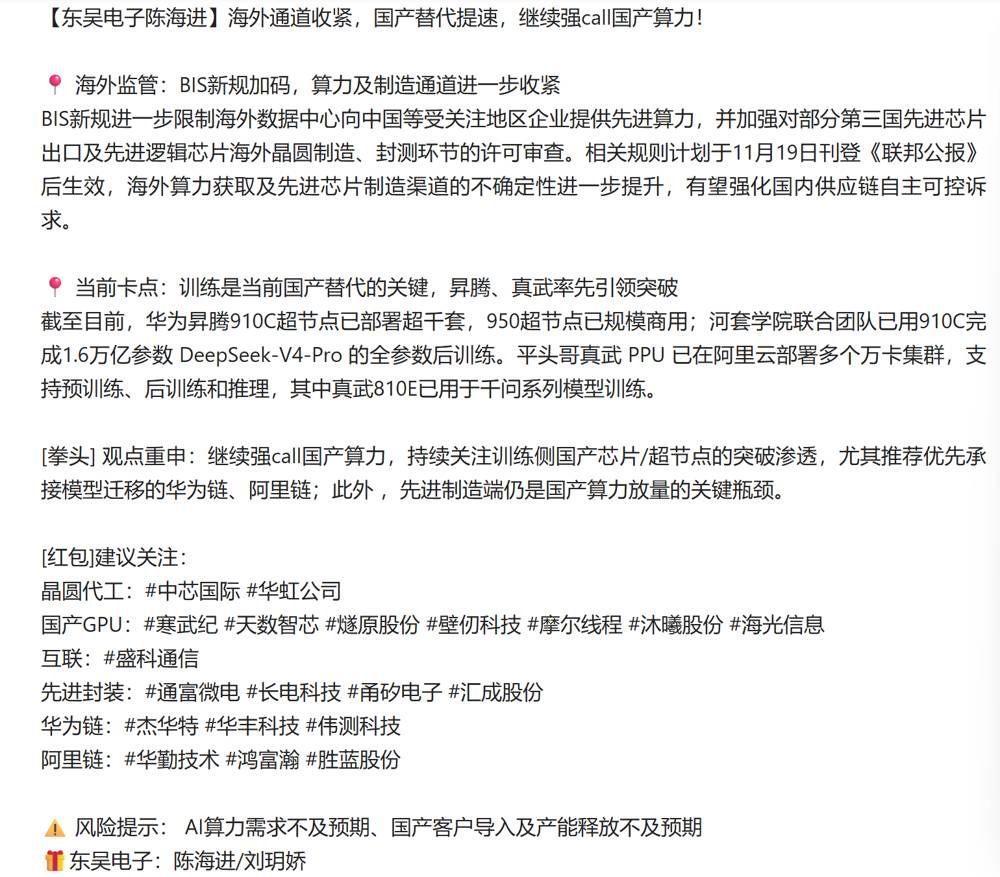 【东吴电子陈海进】海外通道收紧，国产替代提速，继续强call国产算力！
📍 海外监管：BIS新规加码，算力及制造通道进一步收紧
BIS新规进一步限制海外数据中心向中国等受关注地区企业提供先进算力，并加强对部分第三国先进芯片
出口及先进逻辑芯片海外晶圆制造、封测环节的许可审查。相关规则计划于11月19日刊登《联邦公报》
后生效，海外算力获取及先进芯片制造渠道的不确定性进一步提升，有望强化国内供应链自主可控诉
求。
📍 当前卡点：训练是当前国产替代的关键，昇腾、真武率先引领突破
截至目前，华为昇腾910C超节点已部署超千套，950超节点已规模商用；河套学院联合团队已用910C完
成1.6万亿参数 DeepSeek-V4-Pro 的全参数后训练。平头哥真武 PPU 已在阿里云部署多个万卡集群，支
持预训练、后训练和推理，其中真武810E已用于千问系列模型训练。
[拳头] 观点重申：继续强call国产算力，持续关注训练侧国产芯片/超节点的突破渗透，尤其推荐优先承
接模型迁移的华为链、阿里链；此外 ，先进制造端仍是国产算力放量的关键瓶颈。
[红包]建议关注：
晶圆代工：#中芯国际 #华虹公司
国产GPU：#寒武纪 #天数智芯 #燧原股份 #壁仞科技 #摩尔线程 #沐曦股份 #海光信息
互联：#盛科通信
先进封装：#通富微电 #长电科技 #甬矽电子 #汇成股份
华为链：#杰华特 #华丰科技 #伟测科技
阿里链：#华勤技术 #鸿富瀚 #胜蓝股份
⚠️ 风险提示： AI算力需求不及预期、国产客户导入及产能释放不及预期
🎁东吴电子：陈海进/刘玥娇